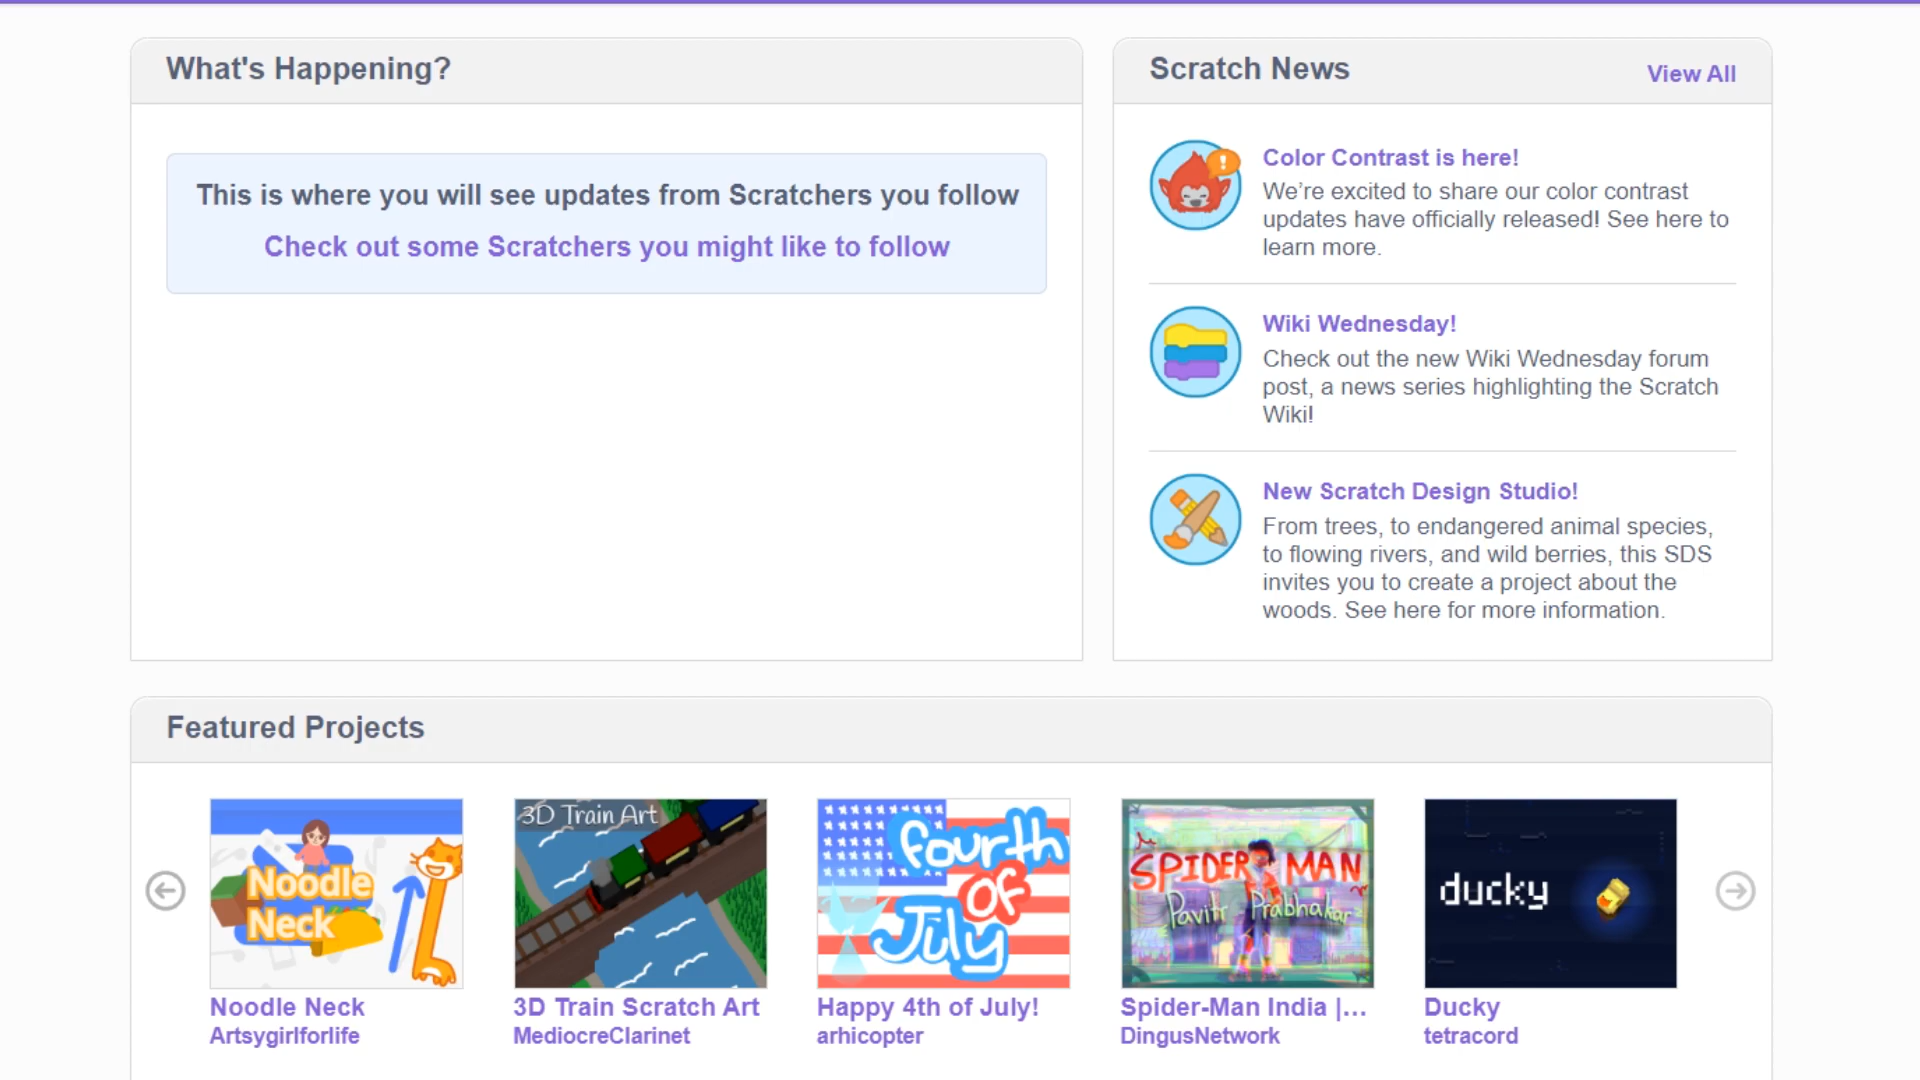 What's Happening?
This is where you will see updates from Scratchers you follow
Check out some Scratchers you might like to follow
Scratch News
View All
Color Contrast is here!
We’re excited to share our color contrast
updates have officially released! See here to
learn more.
Wiki Wednesday!
Check out the new Wiki Wednesday forum
post, a news series highlighting the Scratch
Wiki!
New Scratch Design Studio!
From trees, to endangered animal species,
to flowing rivers, and wild berries, this SDS
invites you to create a project about the
woods. See here for more information.
Featured Projects
Noodle
Neck
Noodle Neck
Artsygirlforlife
3D Train Art
3D Train Scratch Art
MediocreClarinet
fourth
of
July
Happy 4th of July!
arhicopter
SPIDER MAN
Pavitr Prabhakar
Spider-Man India |...
DingusNetwork
ducky
Ducky
tetracord